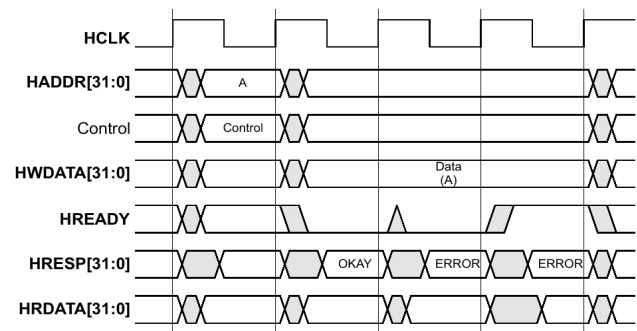 HCLK
HADDR[31:0] A
Control Control
HWDATA[31:0] Data
(A)
HREADY
HRESP[31:0] OKAY ERROR ERROR
HRDATA[31:0]